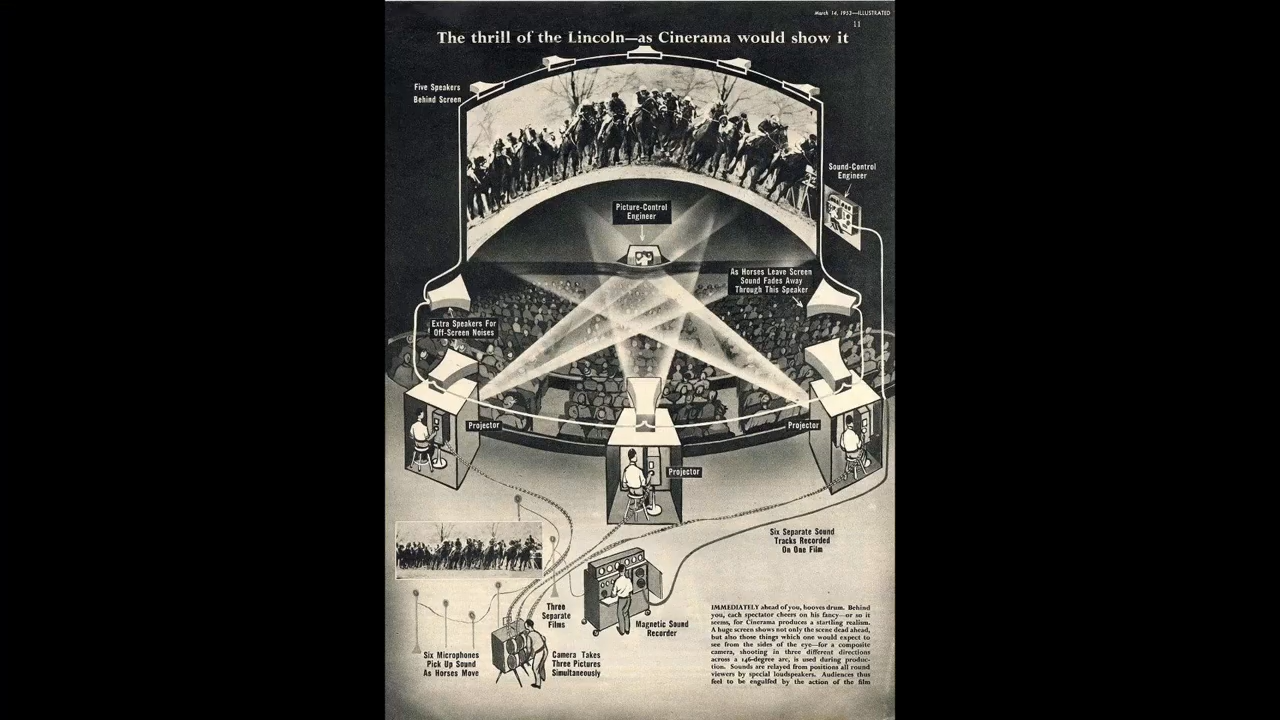 March 14, 1953—ILLUSTRATED
11
The thrill of the Lincoln—as Cinerama would show it
Five Speakers
Behind Screen
Sound-Control
Engineer
Picture-Control
Engineer
As Horses Leave Screen
Sound Fades Away
Through This Speaker
Extra Speakers For
Off-Screen Noises
Projector
Projector
Projector
Six Separate Sound
Tracks Recorded
On One Film
Three
Separate
Films
Magnetic Sound
Recorder
Six Microphones
Pick Up Sound
As Horses Move
Camera Takes
Three Pictures
Simultaneously
IMMEDIATELY ahead of you, hooves drum. Behind
you, each spectator cheers on his fancy—or so it
seems, for Cinerama produces a startling realism.
A huge screen shows not only the scene dead ahead,
but also those things which one would expect to
see from the sides of the eye—for a composite
camera, shooting in three different directions
across a 146-degree arc, is used during produc-
tion. Sounds are relayed from positions all round
viewers by special loudspeakers. Audiences thus
feel to be engulfed by the action of the film